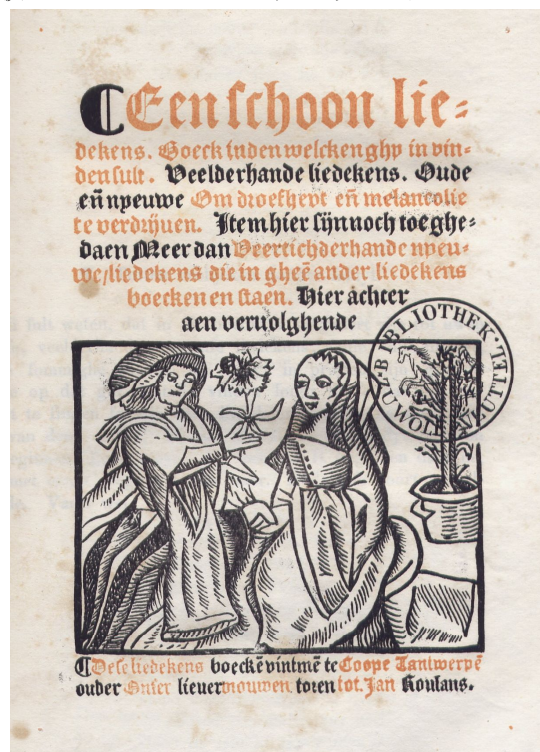 Een schoon lie⸗
dekens. Boeck inden welcken ghy in vin⸗
den sult. Veelderhande liedekens. Oude
eñ nyeuwe Om droefheyt eñ melancolie
te verdrijuen. Item hier sijn noch toe ghe⸗
daen Meer dan Veertichderhande nyeu⸗
we/liedekens die in gheē ander liedekens
boecken en staen. Hier achter
aen veruolghende
BIBLIOTHEK.
Dese liedekens boeckē vintmē te Coope Tantwerpē
onder Onser lieuer vrouwen toren tot. Jan Roulans.